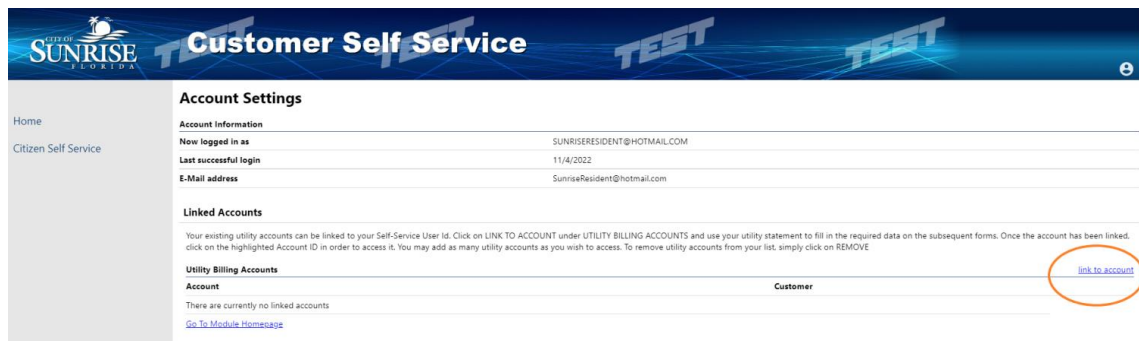 CITY OF
SUNRISE
FLORIDA
TEST Customer Self Service TEST TEST TEST
Account Settings
Home
Account Information
Citizen Self Service
Now logged in as SUNRISERESIDENT@HOTMAIL.COM
Last successful login 11/4/2022
E-Mail address SunriseResident@hotmail.com
Linked Accounts
Your existing utility accounts can be linked to your Self-Service User Id. Click on LINK TO ACCOUNT under UTILITY BILLING ACCOUNTS and use your utility statement to fill in the required data on the subsequent forms. Once the account has been linked,
click on the highlighted Account ID in order to access it. You may add as many utility accounts as you wish to access. To remove utility accounts from your list, simply click on REMOVE
Utility Billing Accounts link to account
Account Customer
There are currently no linked accounts
Go To Module Homepage